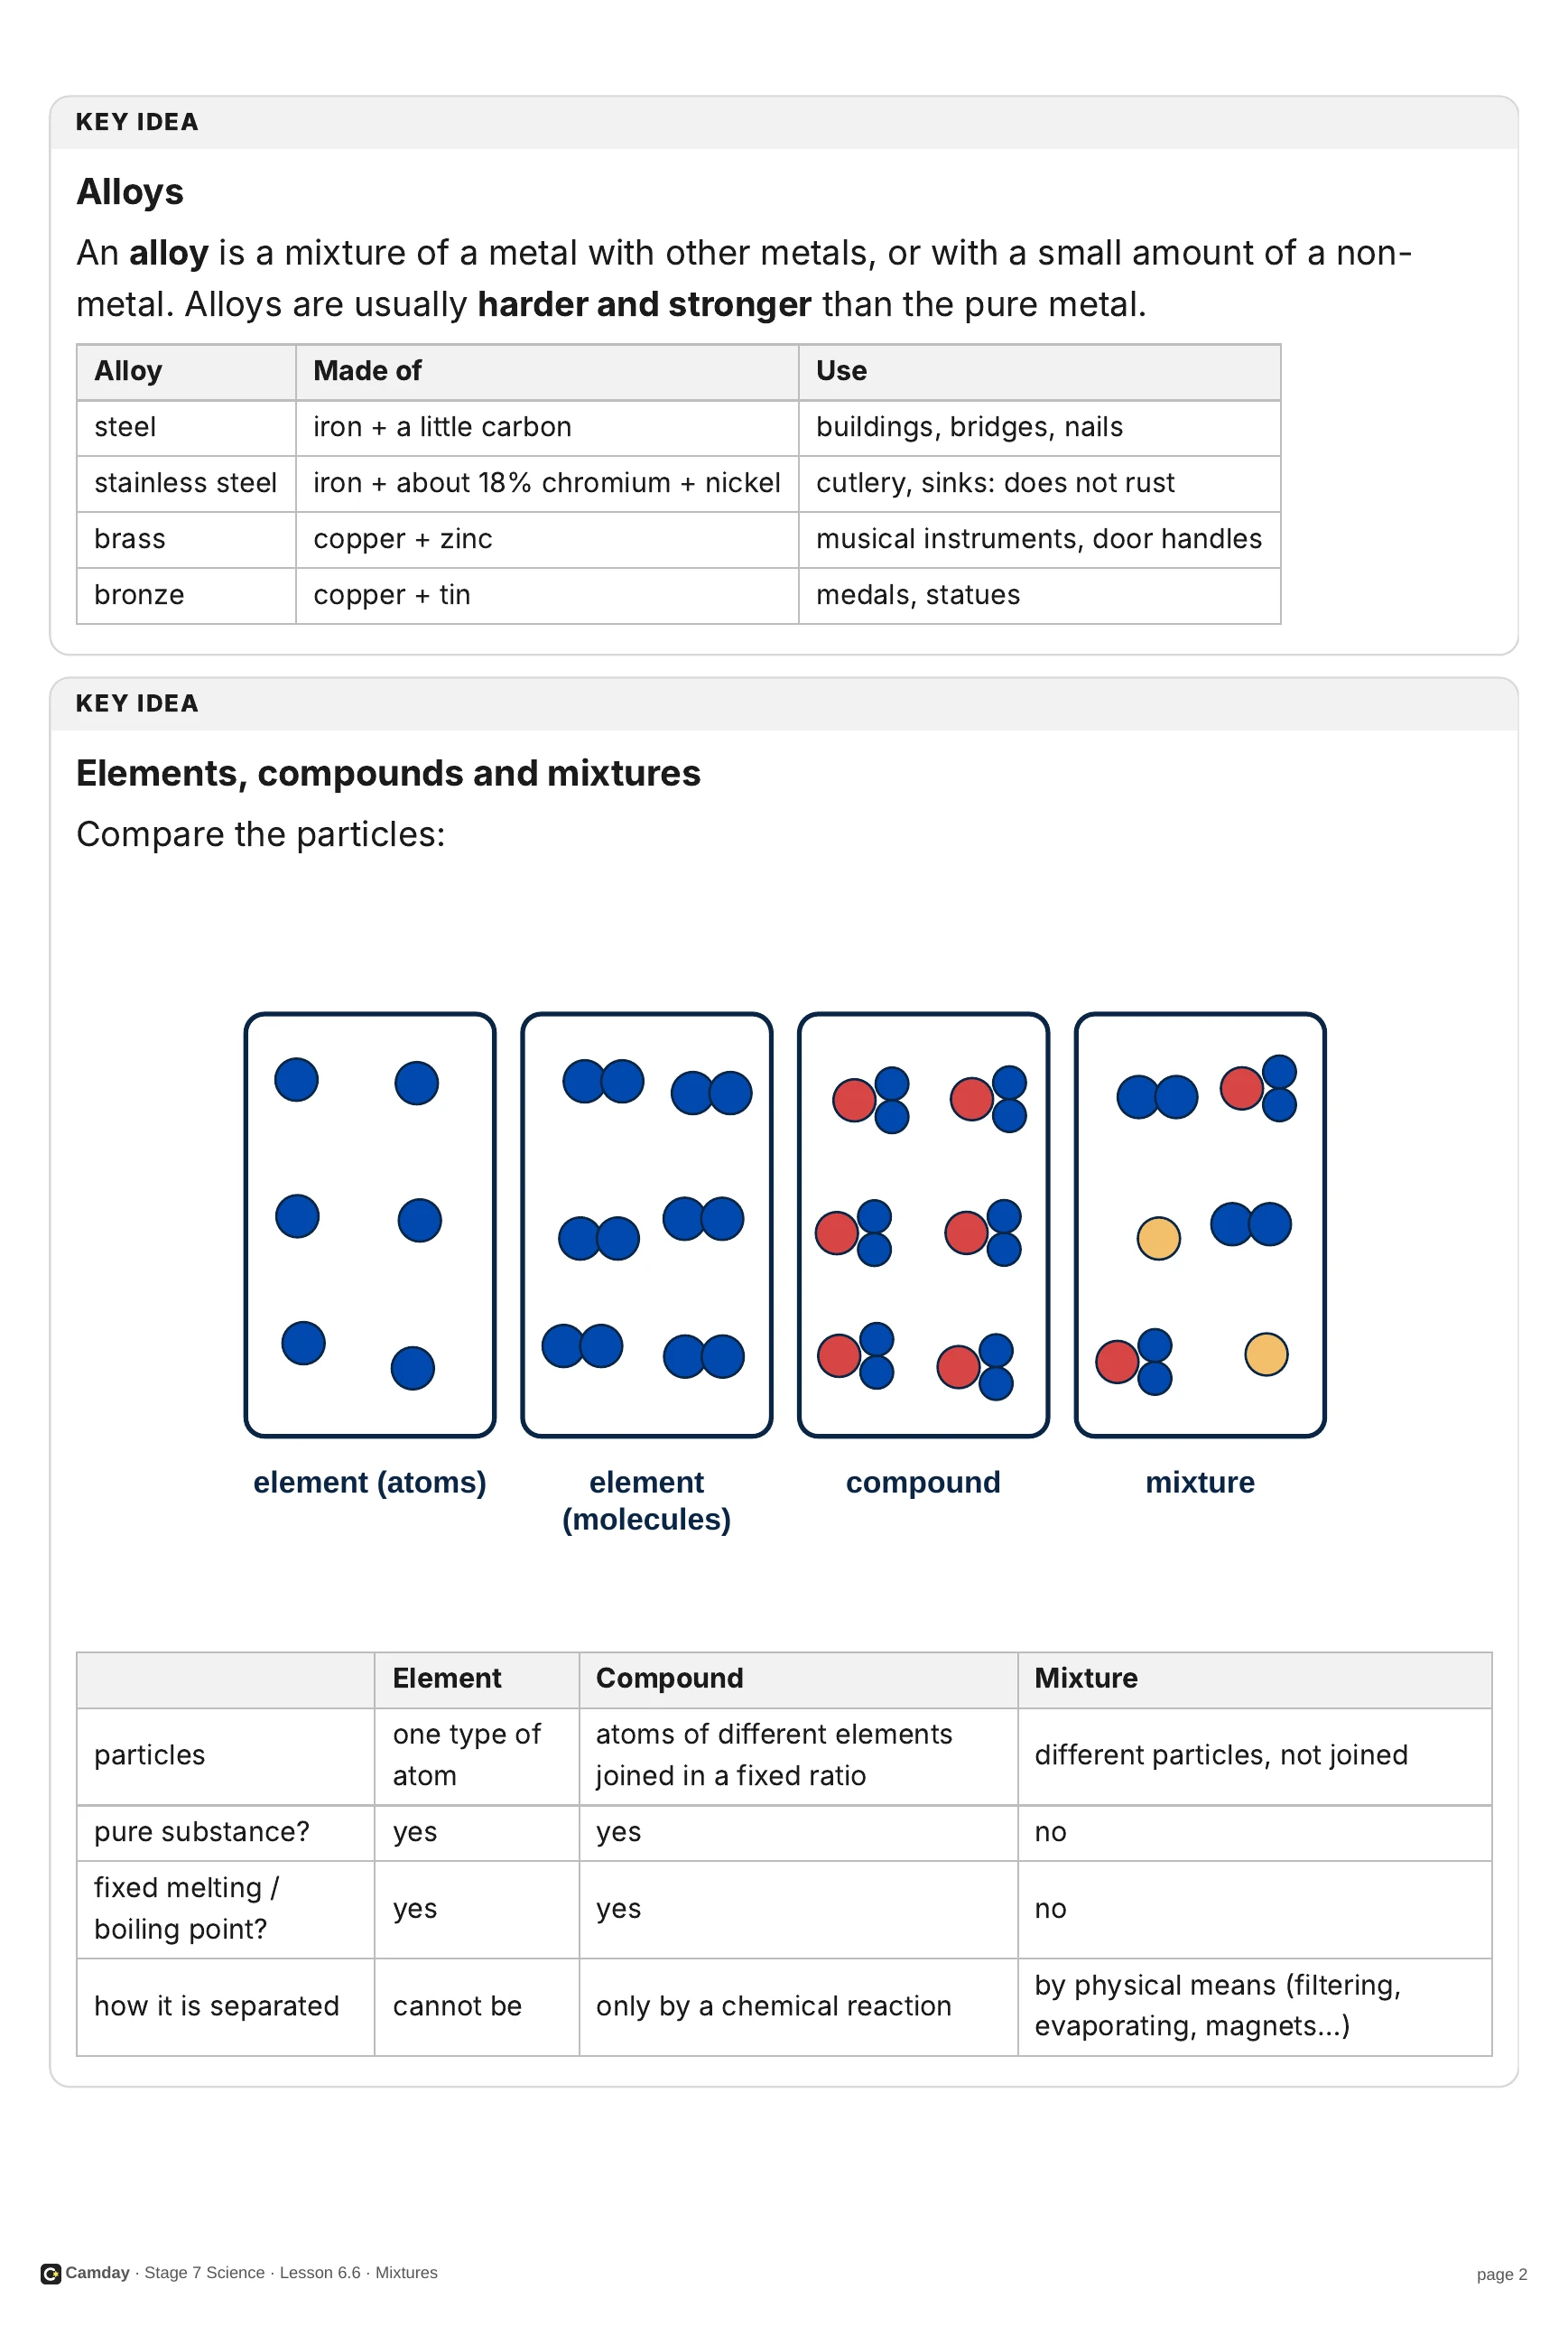 KEY IDEA
Alloys
An alloy is a mixture of a metal with other metals, or with a small amount of a non-
metal. Alloys are usually harder and stronger than the pure metal.
Alloy Made of Use
steel iron + a little carbon buildings, bridges, nails
stainless steel iron + about 18% chromium + nickel cutlery, sinks: does not rust
brass copper + zinc musical instruments, door handles
bronze copper + tin medals, statues
KEY IDEA
Elements, compounds and mixtures
Compare the particles:
element (atoms) element compound mixture
(molecules)
Element Compound Mixture
particles one type of atom atoms of different elements joined in a fixed ratio different particles, not joined
pure substance? yes yes no
fixed melting / boiling point? yes yes no
how it is separated cannot be only by a chemical reaction by physical means (filtering, evaporating, magnets...)
Camday · Stage 7 Science · Lesson 6.6 · Mixtures page 2